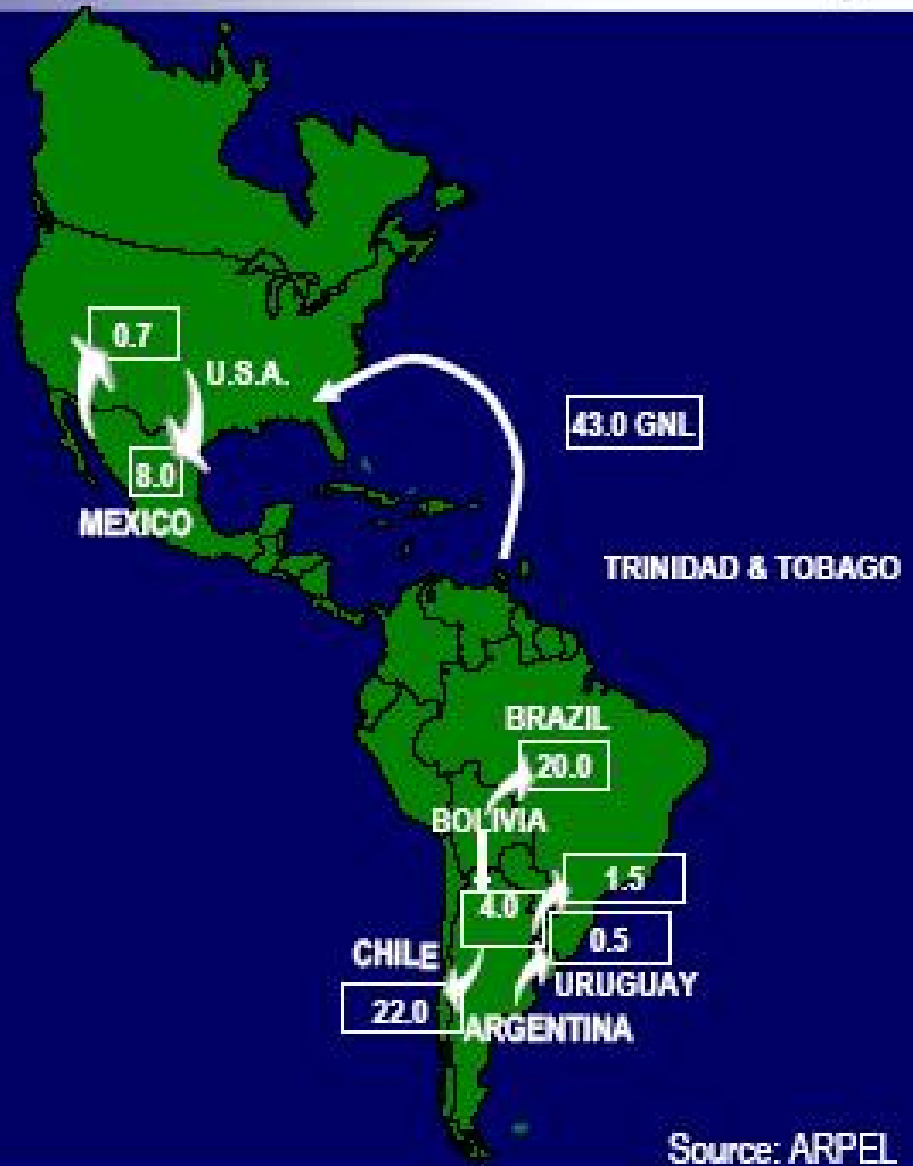 0.7
U.S.A.
43.0 GNL
8.0
MEXICO
TRINIDAD & TOBAGO
BRAZIL
20.0
BOLIVIA
1.5
4.0
0.5
CHILE
URUGUAY
22.0
ARGENTINA
Source: ARPEL